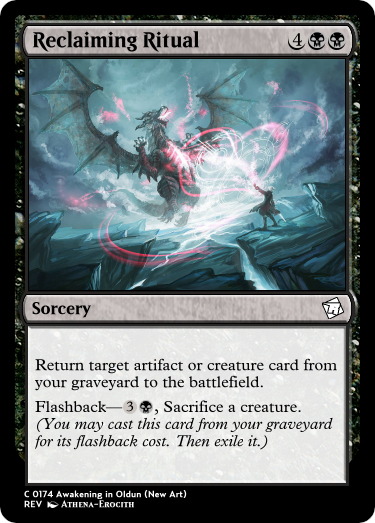 Reclaiming Ritual 4
Sorcery
Return target artifact or creature card from
your graveyard to the battlefield.
Flashback—3, Sacrifice a creature.
(You may cast this card from your graveyard
for its flashback cost. Then exile it.)
C 0174 Awakening in Oldun (New Art)
REV Athena-Erocith